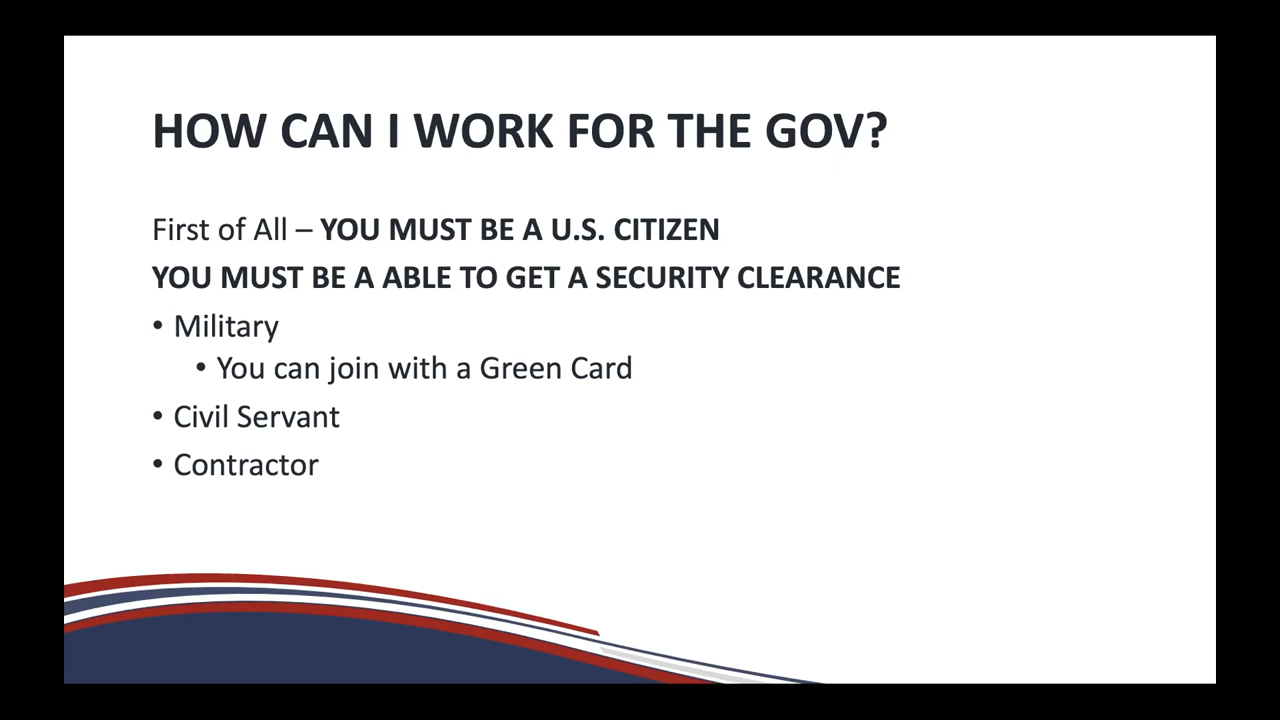 HOW CAN I WORK FOR THE GOV?
First of All – YOU MUST BE A U.S. CITIZEN
YOU MUST BE A ABLE TO GET A SECURITY CLEARANCE
• Military
• You can join with a Green Card
• Civil Servant
• Contractor